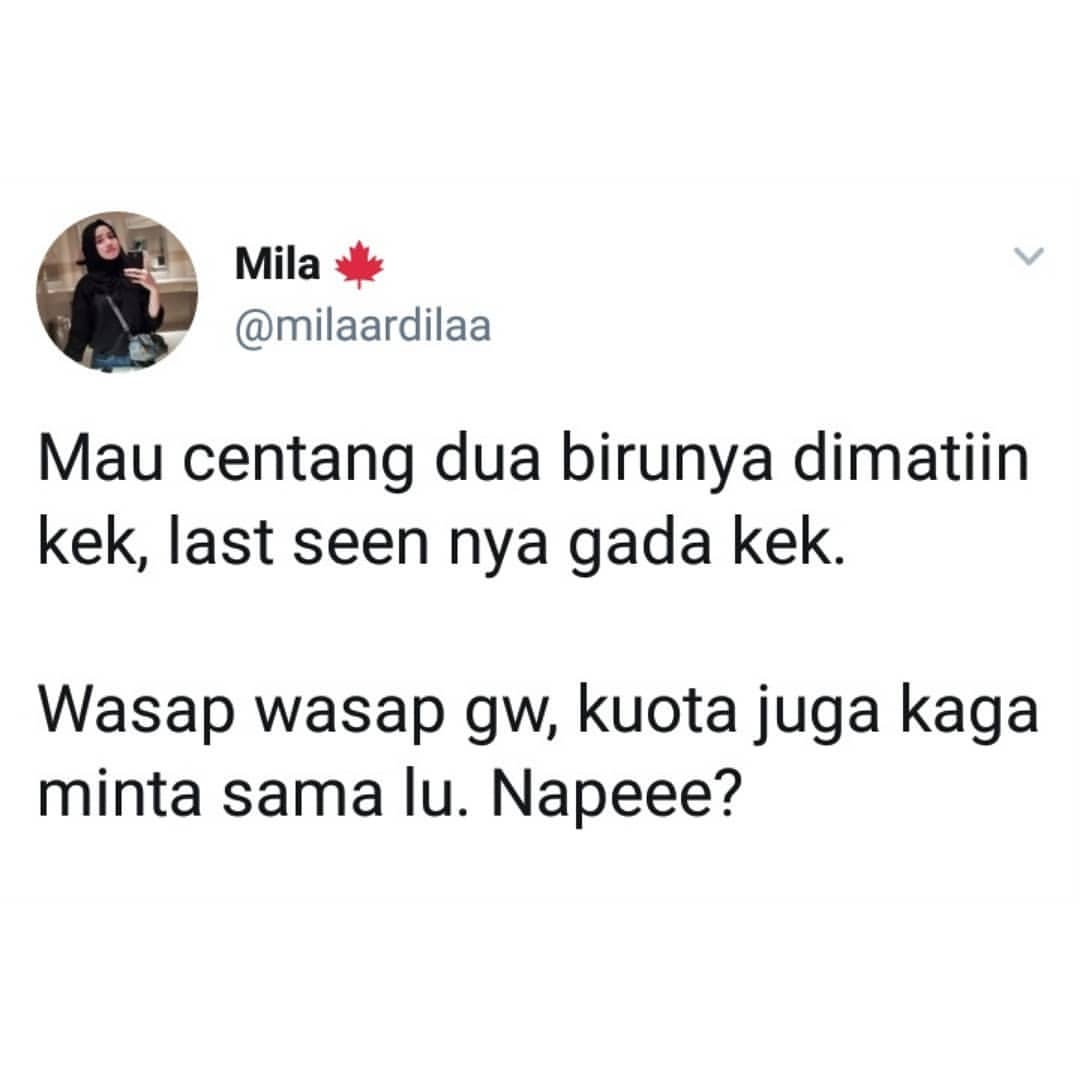 Mila 🍁
@milaardilaa
Mau centang dua birunya dimatiin
kek, last seen nya gada kek.
Wasap wasap gw, kuota juga kaga
minta sama lu. Napeee?